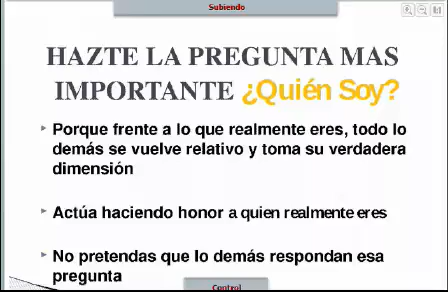 Subiendo
HAZTE LA PREGUNTA MAS
IMPORTANTE ¿Quién Soy?
Porque frente a lo que realmente eres, todo lo
demás se vuelve relativo y toma su verdadera
dimensión
Actúa haciendo honor a quien realmente eres
No pretendas que lo demás respondan esa
pregunta
Control